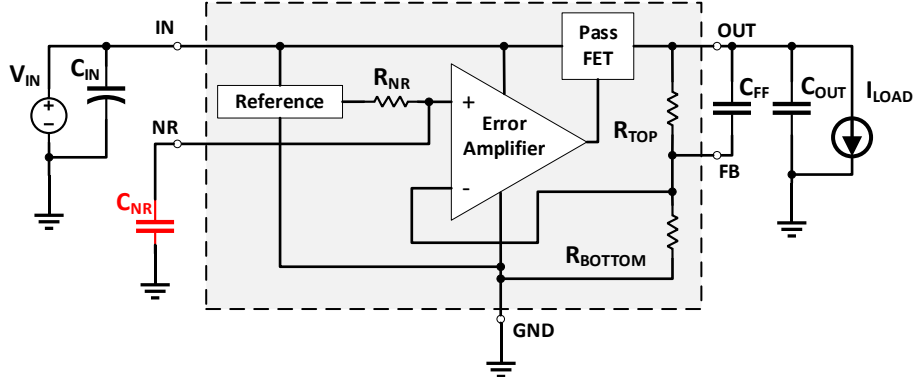 IN
Pass
FET
OUT
V_IN
C_IN
R_NR
Reference
NR
+
-
Error
Amplifier
R_TOP
C_FF
C_OUT
I_LOAD
FB
C_NR
R_BOTTOM
GND